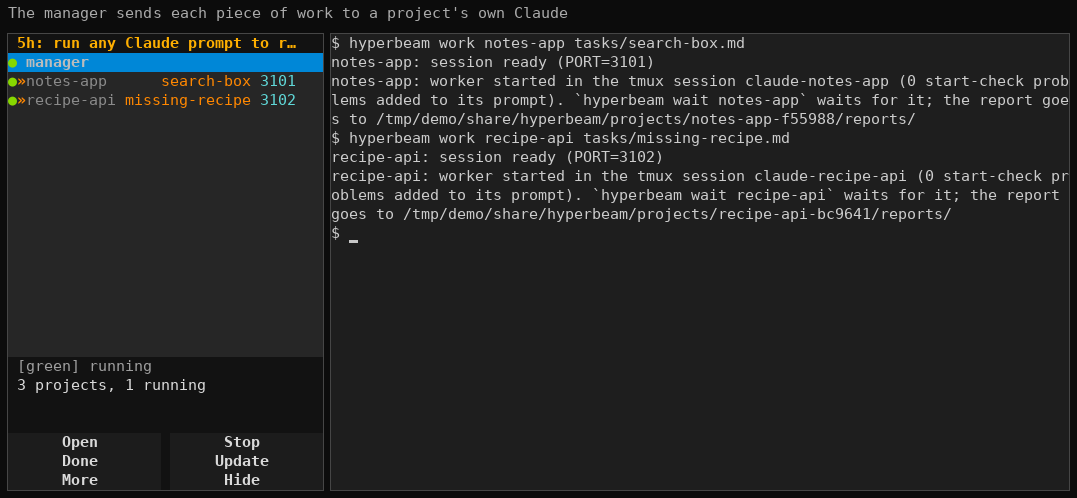 The manager sends each piece of work to a project's own Claude
5h: run any Claude prompt to r…
manager
»notes-app search-box 3101
»recipe-api missing-recipe 3102
[green] running
3 projects, 1 running
Open Stop
Done Update
More Hide
$ hyperbeam work notes-app tasks/search-box.md
notes-app: session ready (PORT=3101)
notes-app: worker started in the tmux session claude-notes-app (0 start-check prob
lems added to its prompt). `hyperbeam wait notes-app` waits for it; the report goe
s to /tmp/demo/share/hyperbeam/projects/notes-app-f55988/reports/
$ hyperbeam work recipe-api tasks/missing-recipe.md
recipe-api: session ready (PORT=3102)
recipe-api: worker started in the tmux session claude-recipe-api (0 start-check pr
oblems added to its prompt). `hyperbeam wait recipe-api` waits for it; the report
goes to /tmp/demo/share/hyperbeam/projects/recipe-api-bc9641/reports/
$